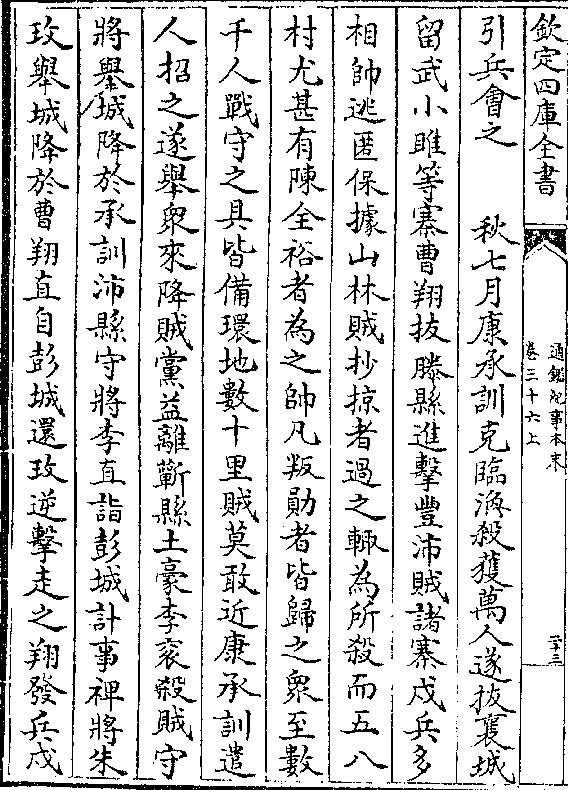 欽定四庫全書
通鑑紀事本末
卷三十六上
引兵會之　秋七月康承訓克臨渙殺獲萬人遂拔襄城
留武小睢等寨曹翔拔滕縣進擊豐沛賊諸寨戍兵多
相帥逃匿保據山林賊抄掠者過之輒為所殺而五八
村尤甚有陳全裕者為之帥凡叛勛者皆歸之衆至數
千人戰守之具皆備環地數十里賊莫敢近康承訓遣
人招之遂舉衆來降賊黨益離蘄縣土豪李衮殺賊守
將舉城降於承訓沛縣守將李直詣彭城計事裨將朱
玫舉城降於曹翔直自彭城還玫逆擊走之翔發兵戍